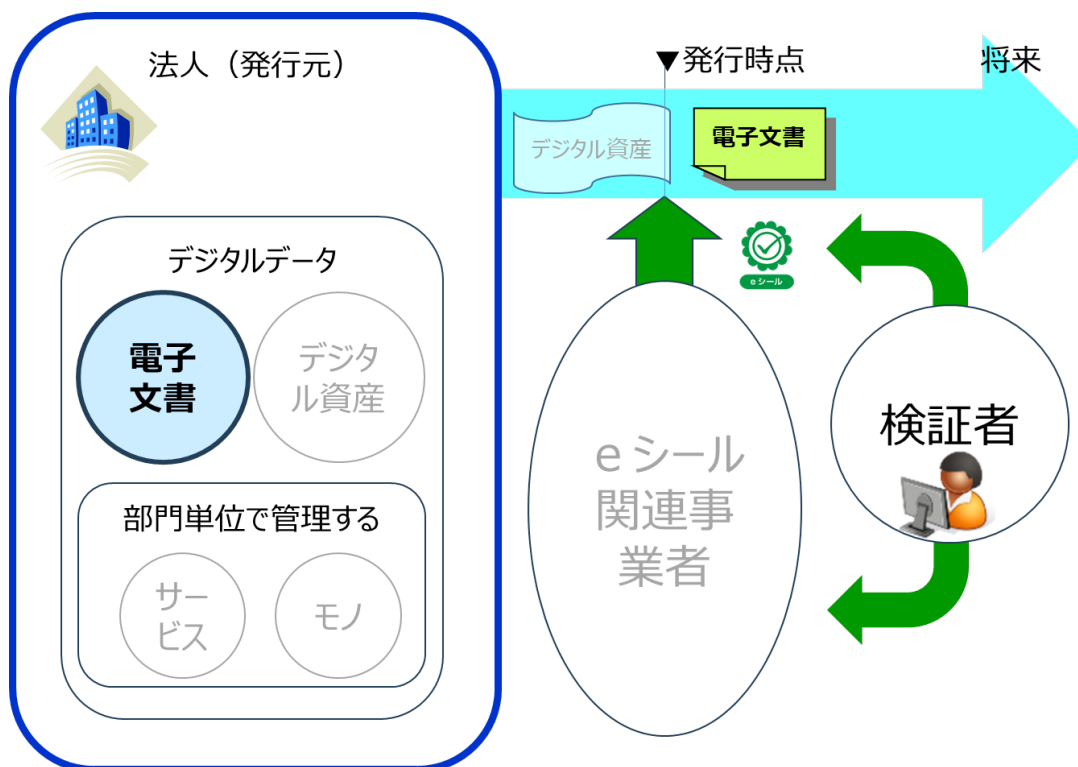 法人（発行元）
▼発行時点
将来
デジタル資産
電子文書
デジタルデータ
電子
文書
デジタ
ル資産
eシール
部門単位で管理する
サー
ビス
モノ
eシール
関連事
業者
検証者